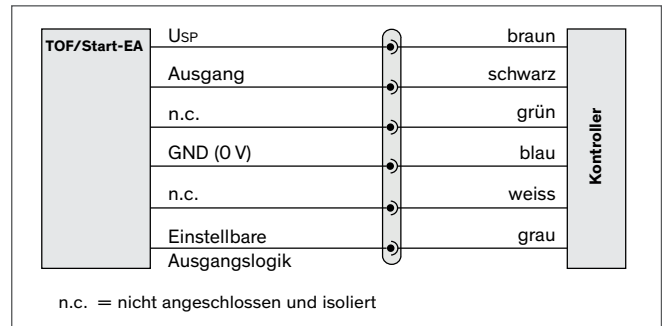 TOF/Start-EA
USP braun
Ausgang schwarz
n.c. grün
GND (0 V) blau
n.c. weiss
Einstellbare grau
Ausgangslogik
Kontroller
n.c. = nicht angeschlossen und isoliert